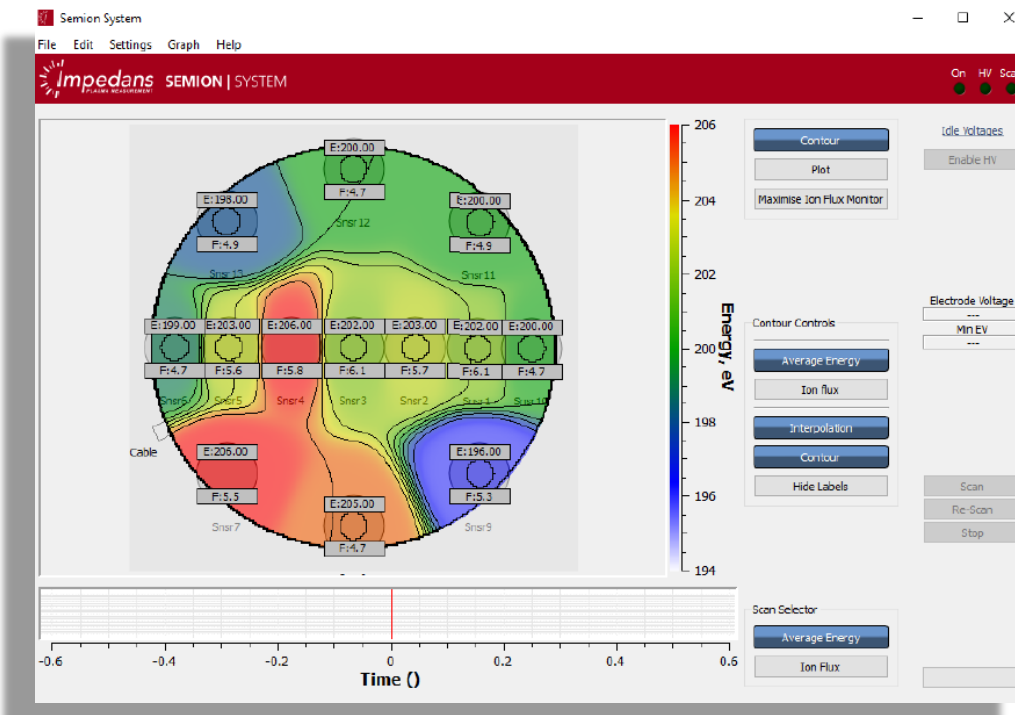 Semion System
File Edit Settings Graph Help
Impedans SEMION | SYSTEM
PLASMA MEASUREMENT
On HV Sca
E:200.00
F:4.7
Snsr12
E:198.00
F:4.9
Snsr13
E:200.00
F:4.9
Snsr11
E:199.00 E:203.00 E:206.00 E:202.00 E:203.00 E:202.00 E:200.00
F:4.7 F:5.6 F:5.8 F:6.1 F:5.7 F:6.1 F:4.7
Snsr6 Snsr5 Snsr4 Snsr3 Snsr2 Snsr1 Snsr10
Cable
E:206.00
F:5.5
Snsr7
E:205.00
F:4.7
E:196.00
F:5.3
Snsr9
206
204
202
200
198
196
194
Energy, eV
Contour
Plot
Maximise Ion Flux Monitor
Contour Controls
Average Energy
Ion flux
Interpolation
Contour
Hide Labels
Idle Voltages
Enable HV
Electrode Voltage
---
Min EV
---
Scan
Re-Scan
Stop
-0.6 -0.4 -0.2 0 0.2 0.4 0.6
Time ()
Scan Selector
Average Energy
Ion Flux